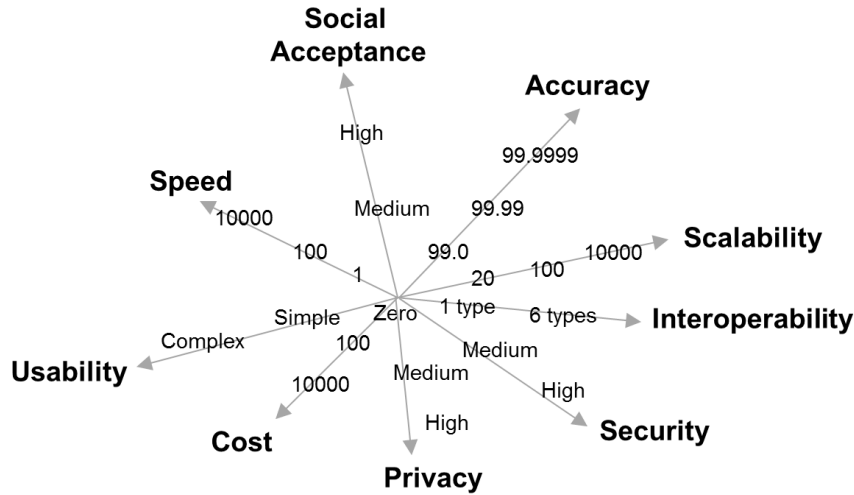 Social
Acceptance
Accuracy
High
99.9999
Speed
10000
Medium
99.99
100
99.0
10000
Scalability
1
20
100
Zero
1 type
6 types
Interoperability
Simple
Complex
100
Medium
Usability
Medium
10000
High
High
Cost
Security
Privacy